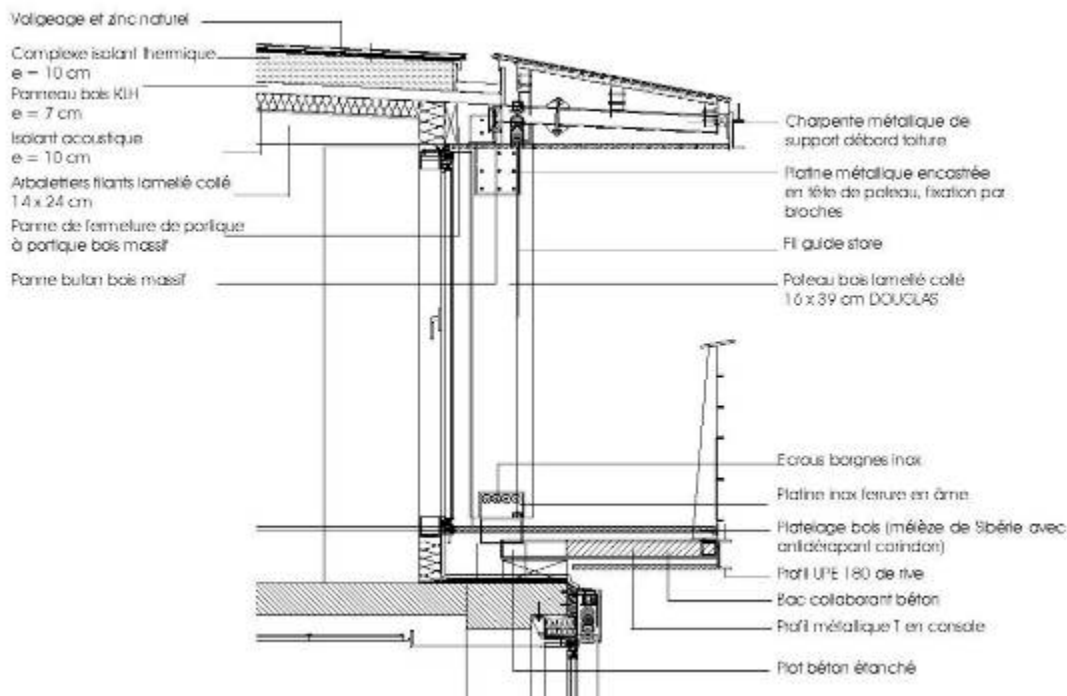 Voligeage et zinc naturel
Complexe isolant thermique
e = 10 cm
Panneau bois KLH
e = 7 cm
Isolant acoustique
e = 10 cm
Arbalétriers filants lamellé collé
14 x 24 cm
Panne de fermeture de portique
à portique bois massif
Panne buton bois massif
Charpente métallique de
support débord toiture
Platine métallique encastrée
en tête de poteau, fixation par
broches
Fil guide store
Poteau bois lamellé collé
16 x 39 cm DOUGLAS
Ecrous borgnes inox
Platine inox ferrure en âme
Platelage bois (mélèze de Sibérie avec
antidérapant corindon)
Profil UPE 180 de rive
Bac collaborant béton
Profil métallique T en console
Plot béton étanché